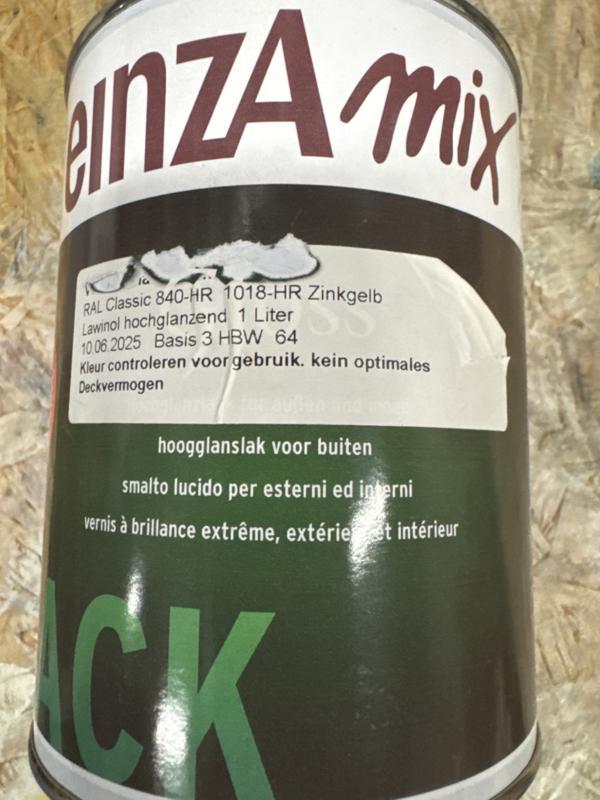 einzA mix
RAL Classic 840-HR 1018-HR Zinkgelb
Lawinol hochglanzend 1 Liter
10.06.2025 Basis 3 HBW 64
Kleur controleren voor gebruik. kein optimales
Deckvermogen
hoogglanslak voor buiten
smalto lucido per esterni ed interni
vernis à brillance extrême, extérieur et intérieur
ACK